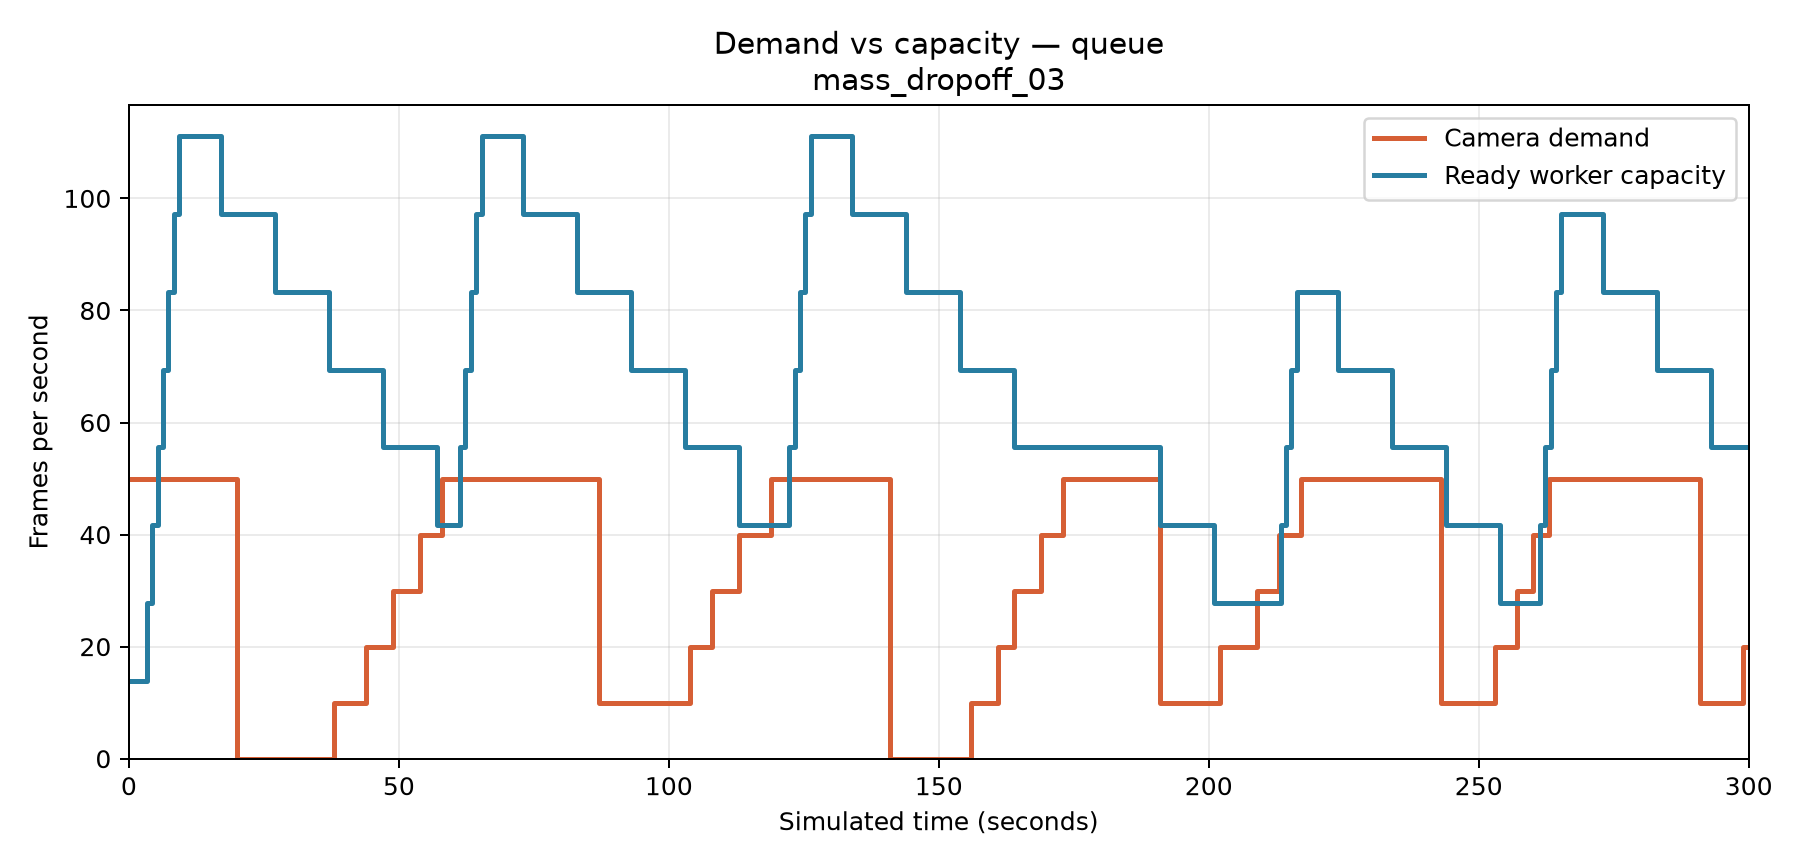 Demand vs capacity — queue
mass_dropoff_03
Camera demand
Ready worker capacity
Frames per second
100
80
60
40
20
0
0 50 100 150 200 250 300
Simulated time (seconds)